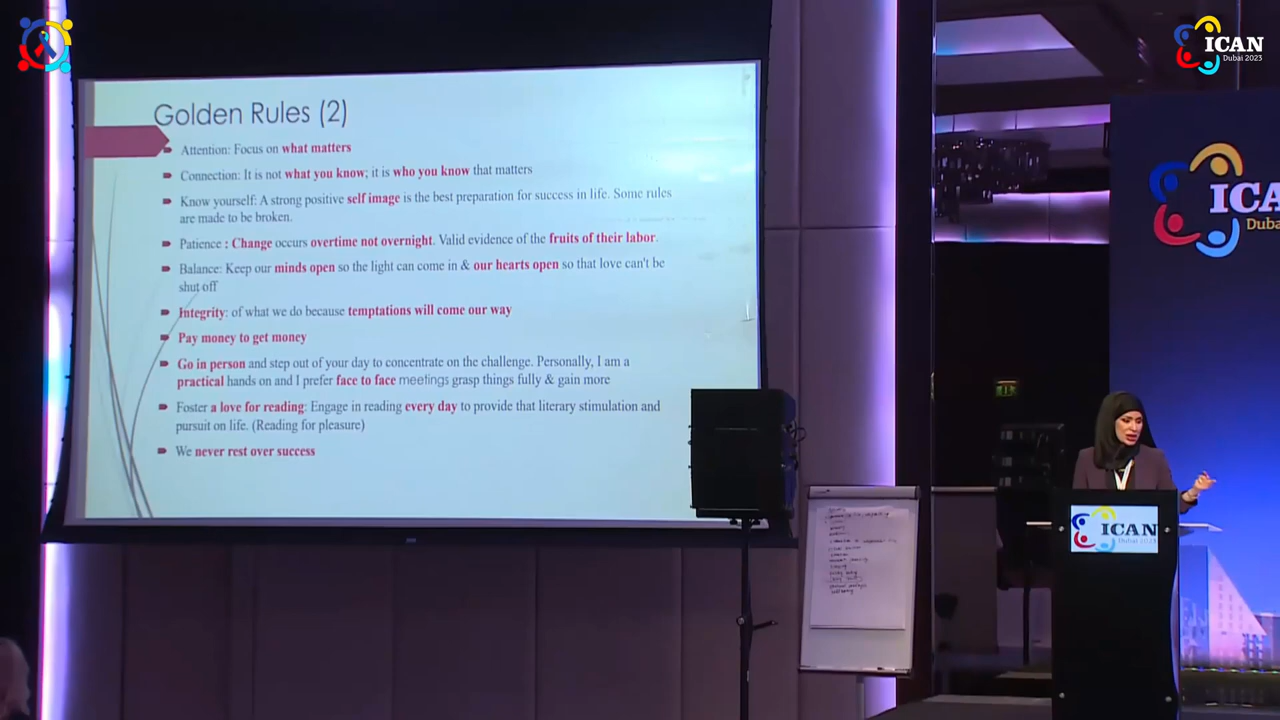 ICAN
Dubai 2023
Golden Rules (2)
Attention: Focus on what matters
Connection: It is not what you know; it is who you know that matters
Know yourself: A strong positive self image is the best preparation for success in life. Some rules
are made to be broken.
Patience : Change occurs overtime not overnight. Valid evidence of the fruits of their labor.
Balance: Keep our minds open so the light can come in & our hearts open so that love can't be
shut off
Integrity: of what we do because temptations will come our way
Pay money to get money
Go in person and step out of your day to concentrate on the challenge. Personally, I am a
practical hands on and I prefer face to face meetings grasp things fully & gain more
Foster a love for reading: Engage in reading every day to provide that literary stimulation and
pursuit on life. (Reading for pleasure)
We never rest over success
ICA
Duba
ICAN
Dubai 2023